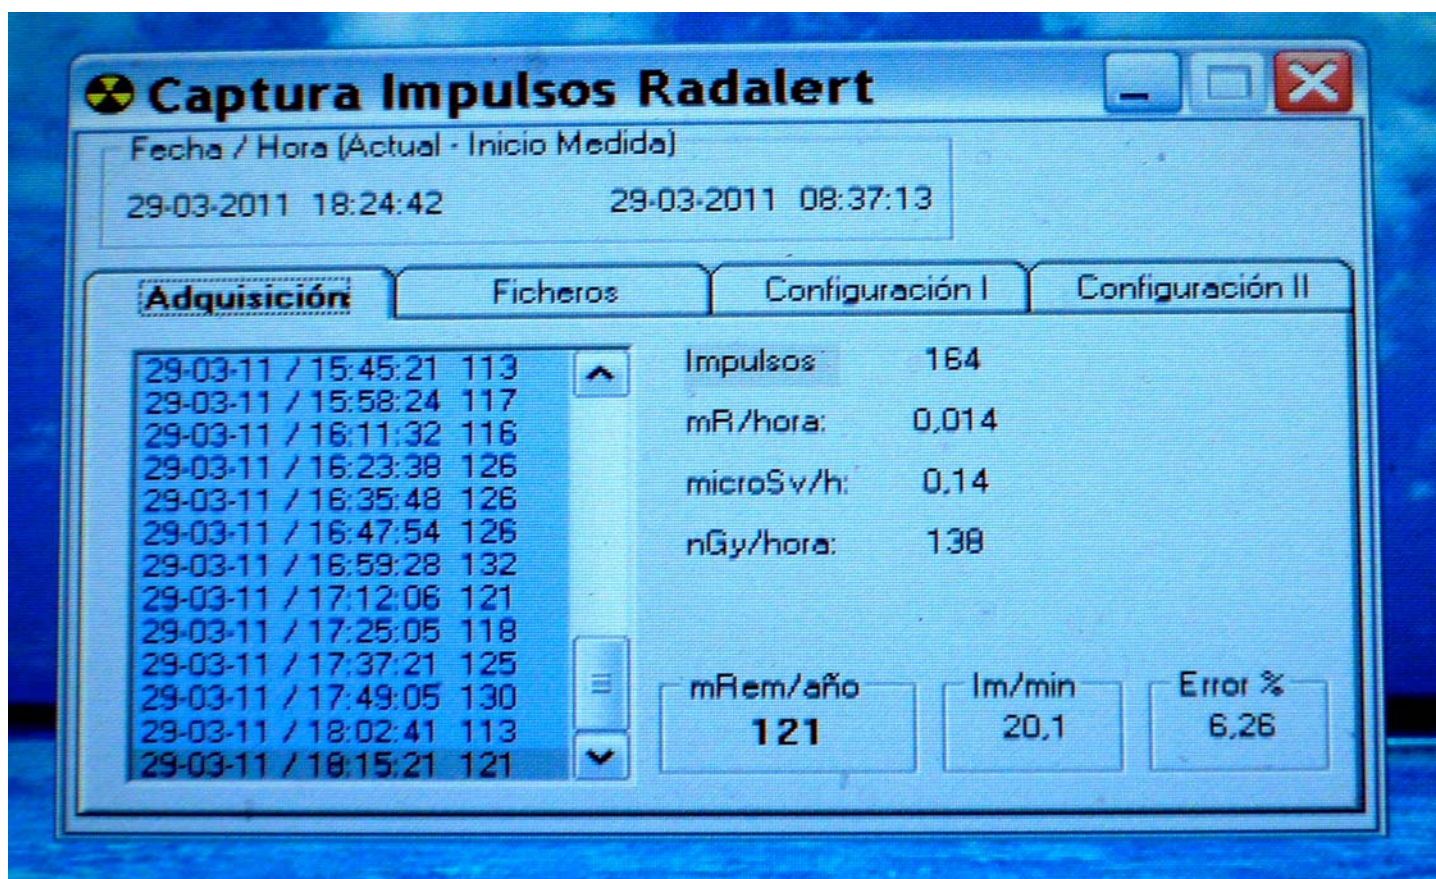 Captura Impulsos Radalert
Fecha / Hora (Actual - Inicio Medida)
29-03-2011 18:24:42 29-03-2011 08:37:13
Adquisición Ficheros Configuración I Configuración II
29-03-11 / 15:45:21 113
29-03-11 / 15:58:24 117
29-03-11 / 16:11:32 116
29-03-11 / 16:23:38 126
29-03-11 / 16:35:48 126
29-03-11 / 16:47:54 126
29-03-11 / 16:59:28 132
29-03-11 / 17:12:06 121
29-03-11 / 17:25:05 118
29-03-11 / 17:37:21 125
29-03-11 / 17:49:05 130
29-03-11 / 18:02:41 113
29-03-11 / 18:15:21 121
Impulsos 164
mR/hora: 0,014
microSv/h: 0,14
nGy/hora: 138
mRem/año Im/min Error %
121 20,1 6,26